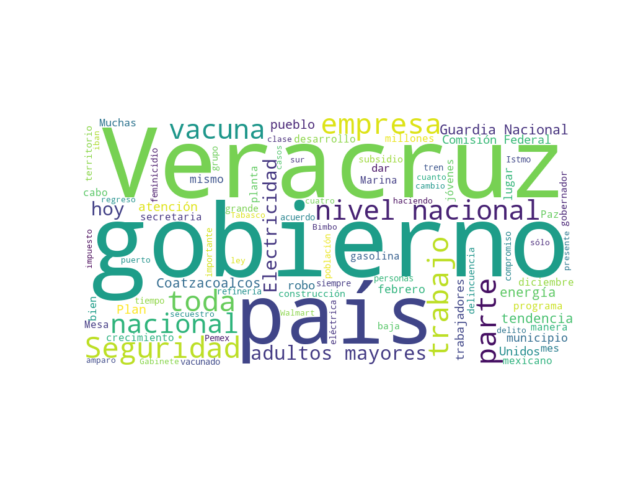 Muchas
vacuna
pueblo
empresa
Guardia Nacional
clase
desarrollo
millones
Comisión Federal
territorio
iban
Veracruz
feminicidio
grupo
mismo
planta
casos
sur
subsidio
dar
tren
Istmo
Marina
cuanto
cambio
jóvenes
lugar
cabo
regreso
atención
grande
cuatro
haciendo
Paz
gobernador
hoy
secretaria
tabasco
acuerdo
Bimbo
nivel nacional
Electricidad
gobierno
impuesto
puerto
importante
ley
población
gasolina
trabajo
compromiso
sólo
presente
Coatzacoalcos
robo
siempre
personas
delincuencia
diciembre
refinería
construcción
febrero
trabajadores
energía
bien
Plan
tiempo
toda
secuestro
país
Walmart
eléctrica
baja
parte
programa
tendencia
Mesa
nacional
delito
manera
crecimiento
Pemex
Unidos
municipio
Seguridad
adultos mayores
mes
amparo
Gabinete
vacunado
mexicano